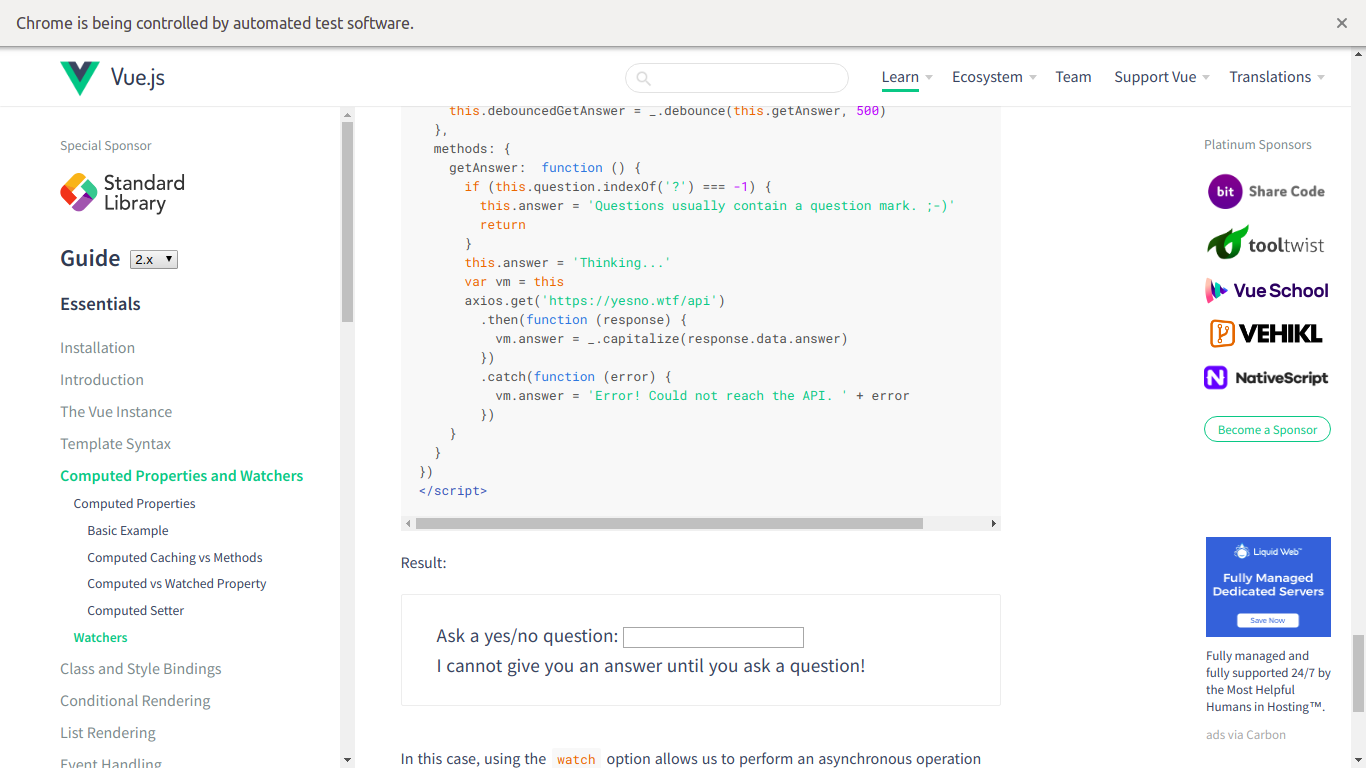 Chrome is being controlled by automated test software.
Vue.js
Learn
Ecosystem
Team
Support Vue
Translations
Special Sponsor
Standard
Library
Guide 2.x
Essentials
Installation
Introduction
The Vue Instance
Template Syntax
Computed Properties and Watchers
Computed Properties
Basic Example
Computed Caching vs Methods
Computed vs Watched Property
Computed Setter
Watchers
Class and Style Bindings
Conditional Rendering
List Rendering
Event Handling
this.debouncedGetAnswer = _.debounce(this.getAnswer, 500)
},
methods: {
getAnswer:  function () {
if (this.question.indexOf('?') === -1) {
this.answer = 'Questions usually contain a question mark. ;-)'
return
}
this.answer = 'Thinking...'
var vm = this
axios.get('https://yesno.wtf/api')
.then(function (response) {
vm.answer = _.capitalize(response.data.answer)
})
.catch(function (error) {
vm.answer = 'Error! Could not reach the API. ' + error
})
}
}
})
</script>
Result:
Ask a yes/no question:
I cannot give you an answer until you ask a question!
In this case, using the watch option allows us to perform an asynchronous operation
Platinum Sponsors
bit Share Code
tooltwist
Vue School
VEHIKL
NativeScript
Become a Sponsor
Liquid Web™
Fully Managed
Dedicated Servers
Save Now
Fully managed and
fully supported 24/7 by
the Most Helpful
Humans in Hosting™.
ads via Carbon